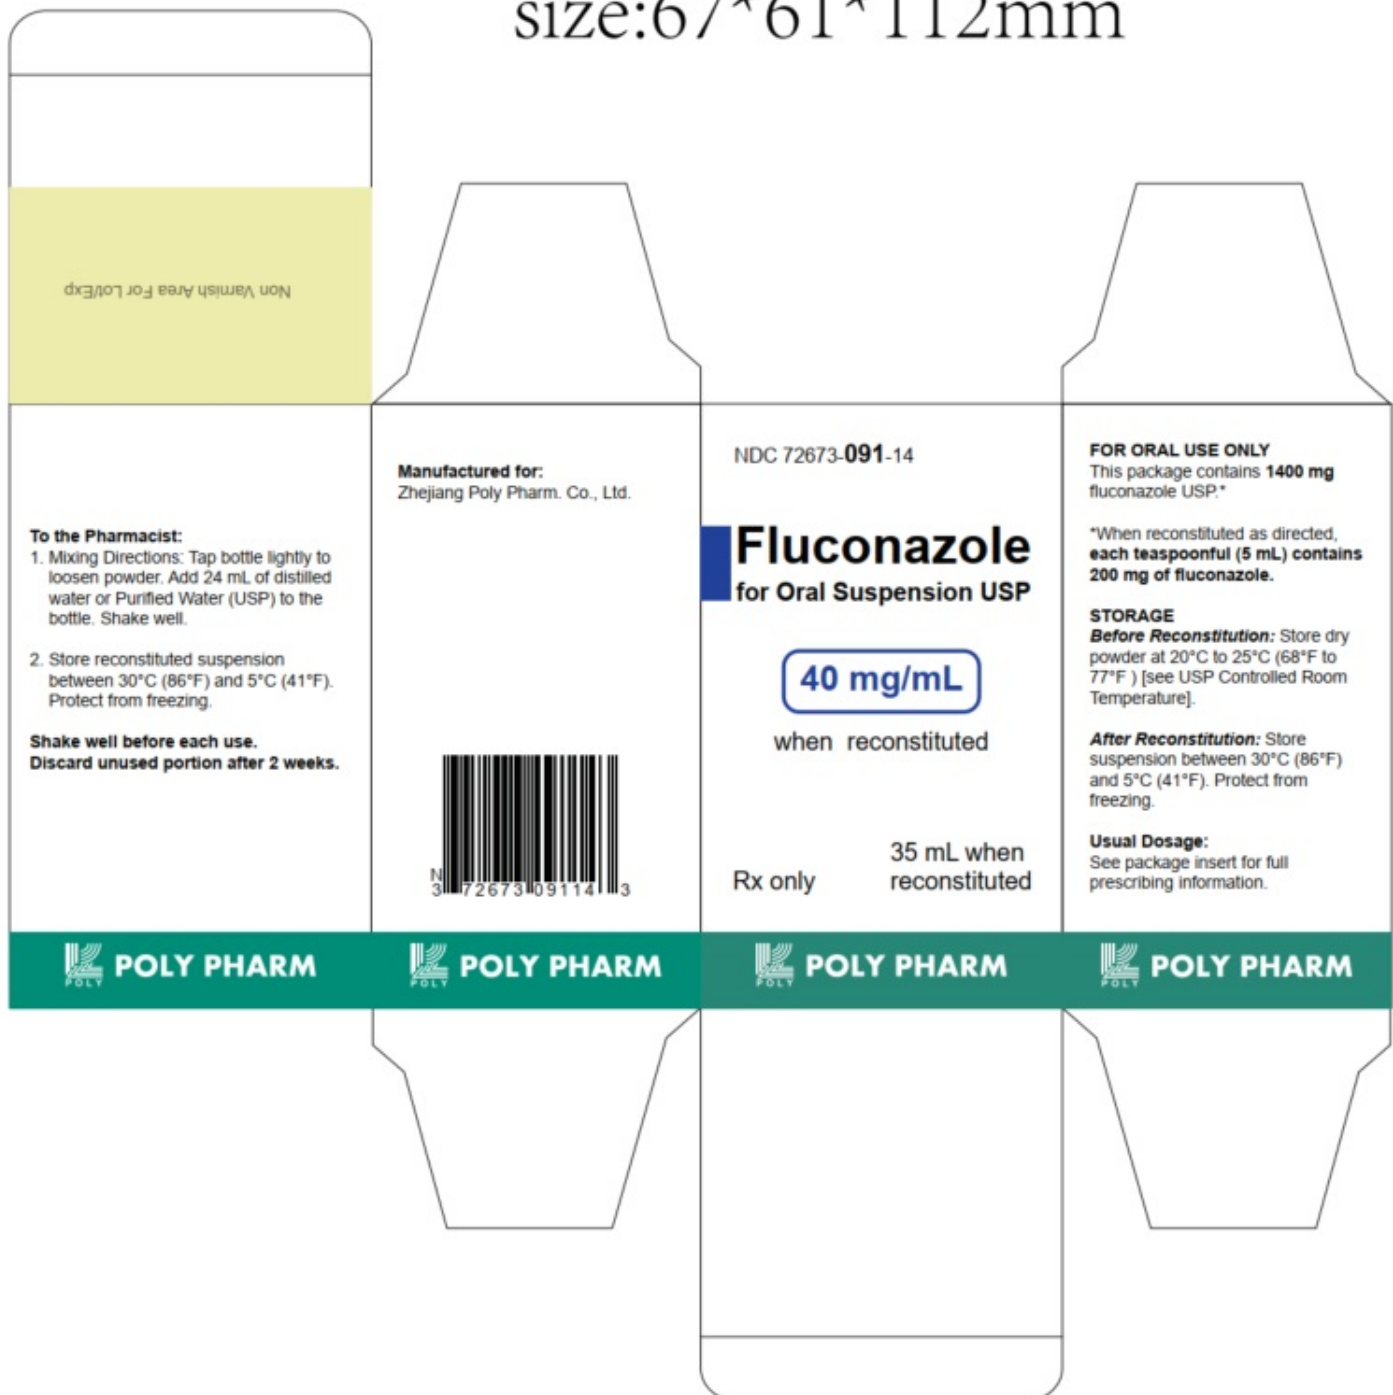 size:67*61*112mm
Non Varnish Area For Lot/Exp
To the Pharmacist:
1. Mixing Directions: Tap bottle lightly to
loosen powder. Add 24 mL of distilled
water or Purified Water (USP) to the
bottle. Shake well.
2. Store reconstituted suspension
between 30°C (86°F) and 5°C (41°F).
Protect from freezing.
Shake well before each use.
Discard unused portion after 2 weeks.
POLY
POLY PHARM
Manufactured for:
Zhejiang Poly Pharm. Co., Ltd.
N
3 72673 09114 3
POLY
POLY PHARM
NDC 72673-091-14
Fluconazole
for Oral Suspension USP
40 mg/mL
when reconstituted
Rx only
35 mL when
reconstituted
POLY
POLY PHARM
FOR ORAL USE ONLY
This package contains 1400 mg
fluconazole USP.*
*When reconstituted as directed,
each teaspoonful (5 mL) contains
200 mg of fluconazole.
STORAGE
Before Reconstitution: Store dry
powder at 20°C to 25°C (68°F to
77°F ) [see USP Controlled Room
Temperature].
After Reconstitution: Store
suspension between 30°C (86°F)
and 5°C (41°F). Protect from
freezing.
Usual Dosage:
See package insert for full
prescribing information.
POLY
POLY PHARM